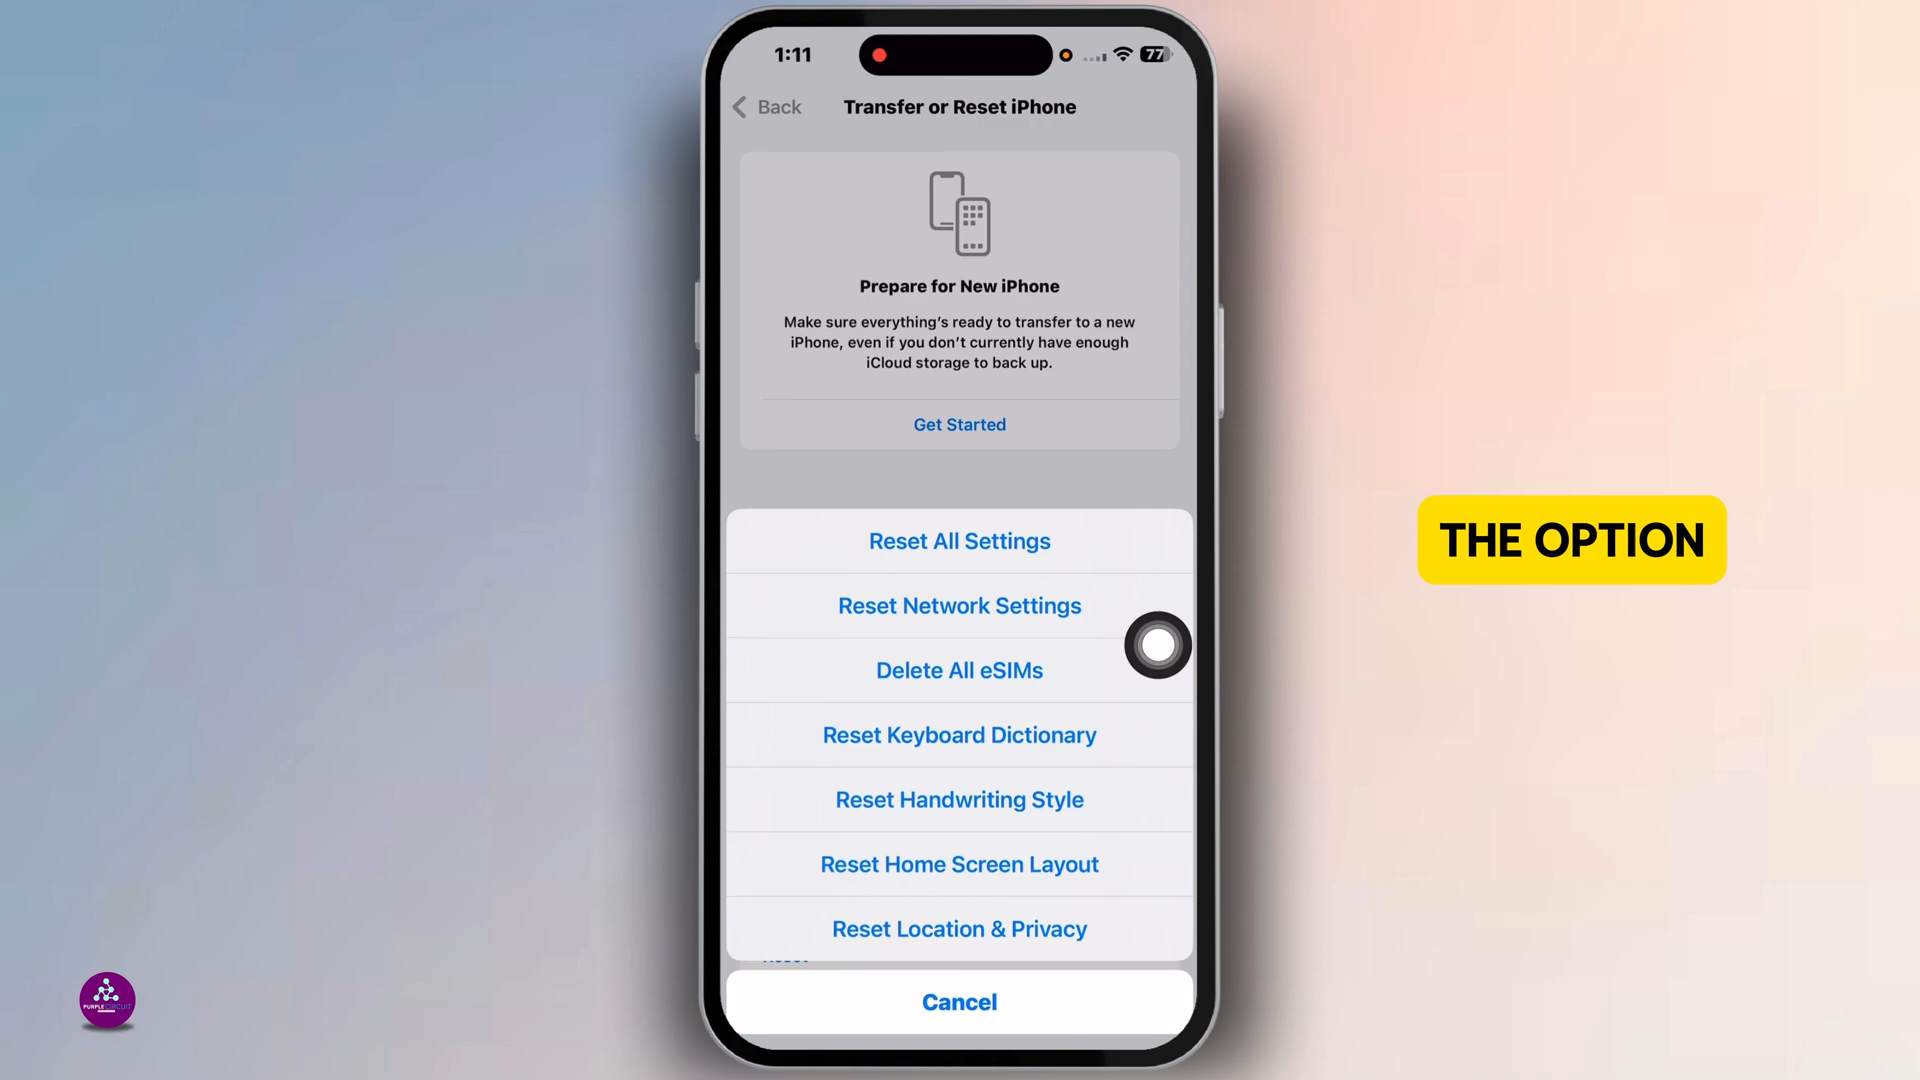 1:11
77
Back
Transfer or Reset iPhone
Prepare for New iPhone
Make sure everything's ready to transfer to a new
iPhone, even if you don't currently have enough
iCloud storage to back up.
Get Started
Reset All Settings
Reset Network Settings
Delete All eSIMs
Reset Keyboard Dictionary
Reset Handwriting Style
Reset Home Screen Layout
Reset Location & Privacy
Reset
Cancel
THE OPTION
PURPLECIRCUIT